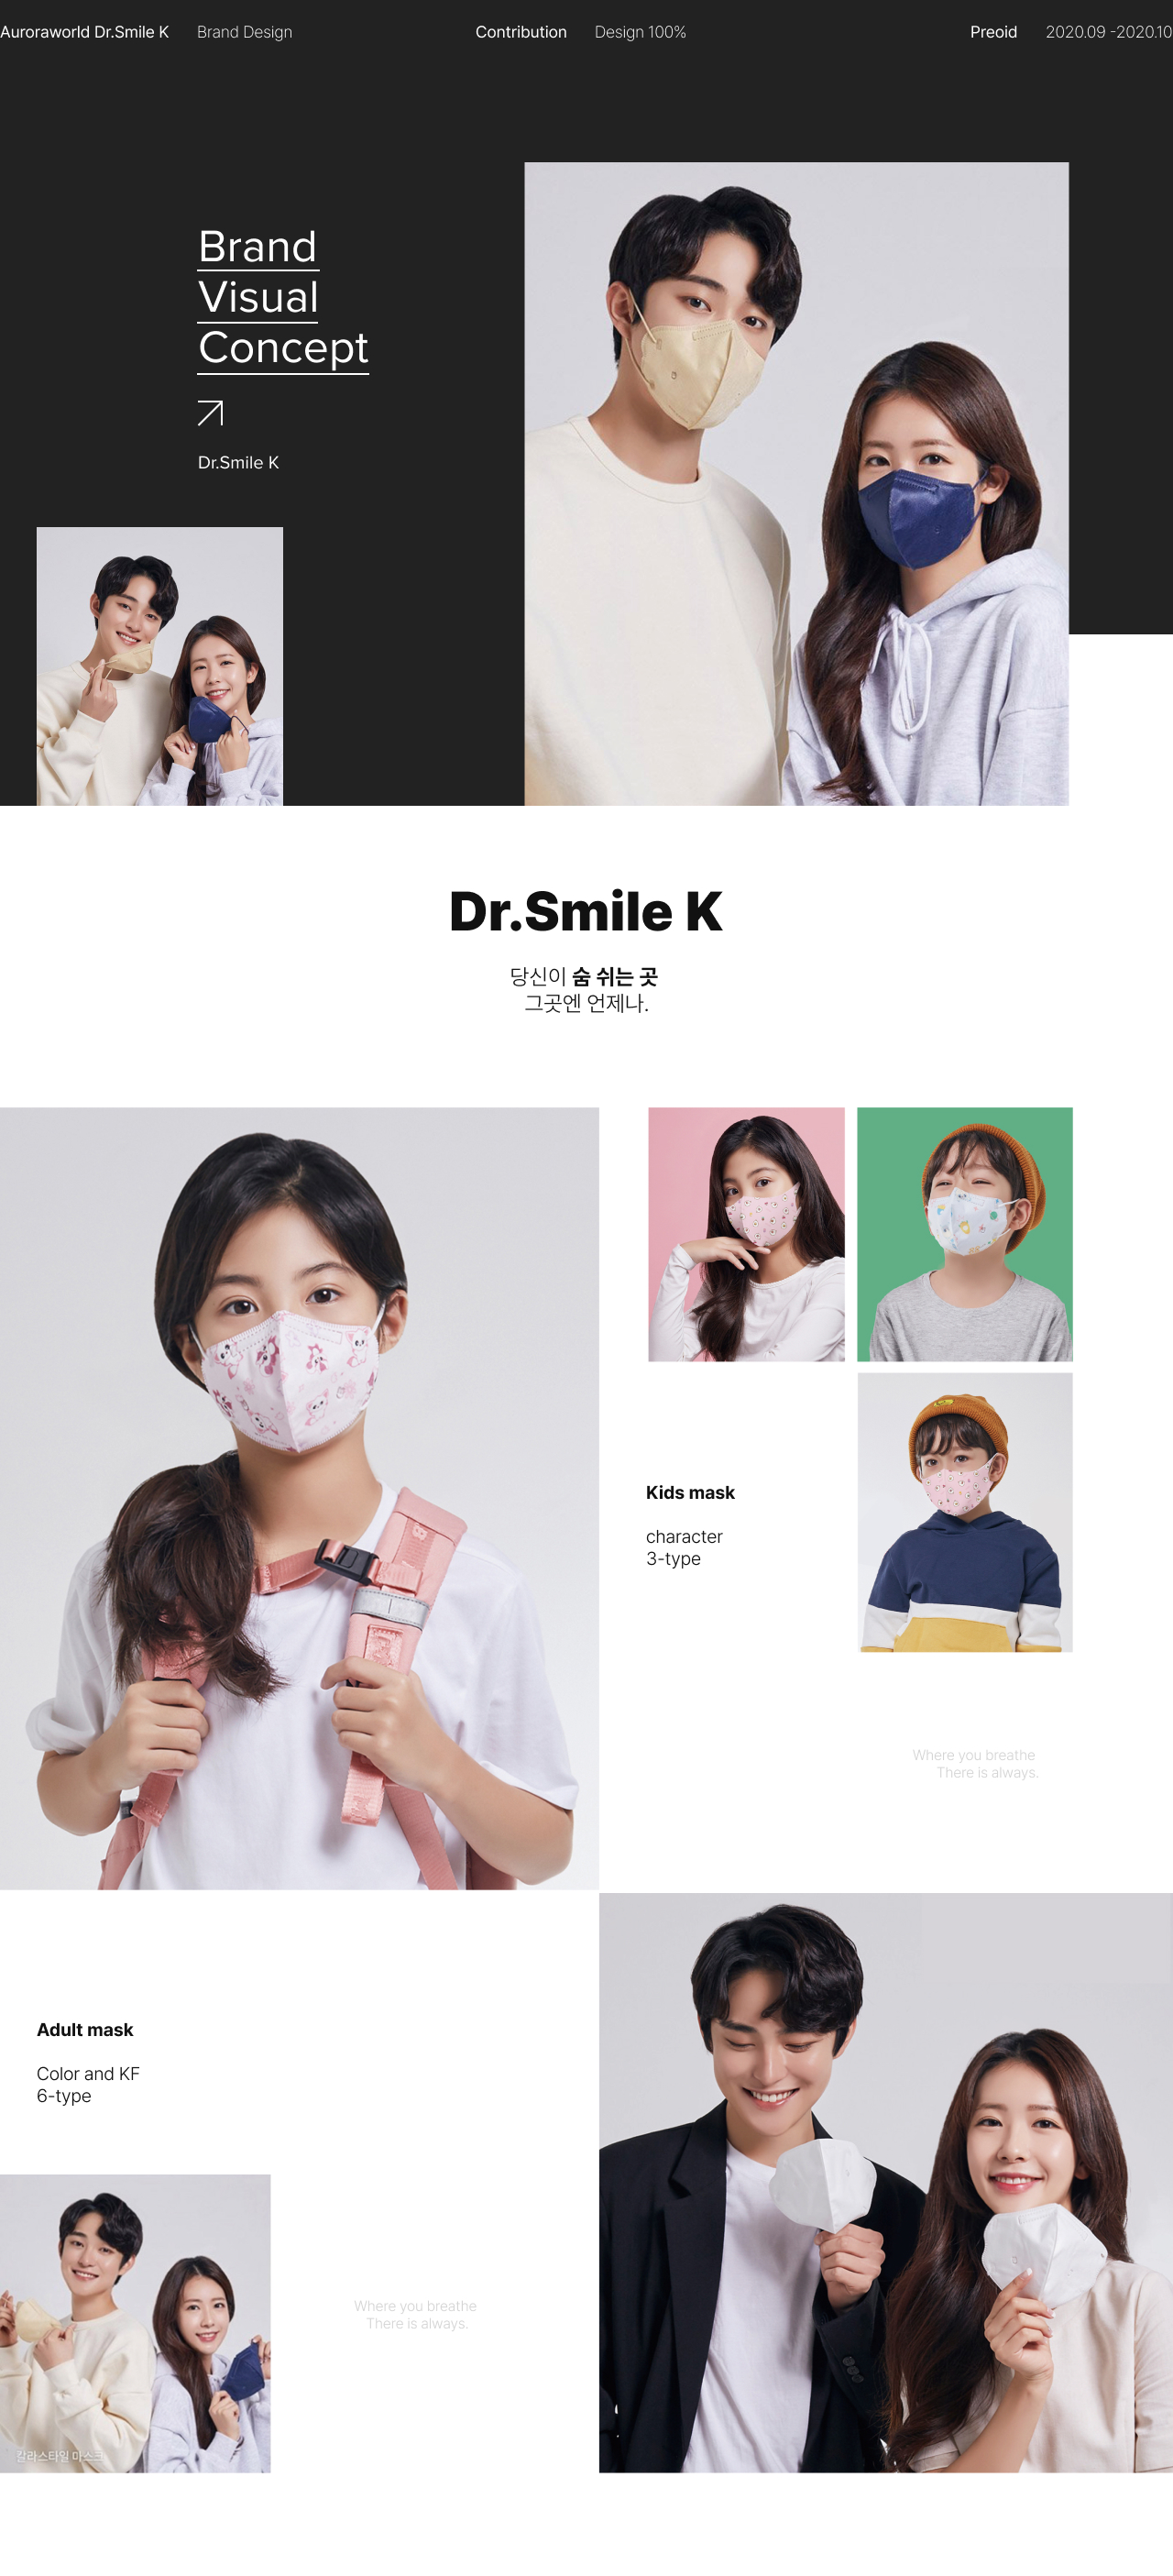 Auroraworld Dr.Smile K Brand Design Contribution Design 100% Preoid 2020.09 -2020.10
Brand
Visual
Concept
Dr.Smile K
Dr.Smile K
당신이 숨 쉬는 곳
그곳엔 언제나.
Kids mask
character
3-type
Where you breathe
There is always.
Adult mask
Color and KF
6-type
Where you breathe
There is always.
칼라스타일 마스크